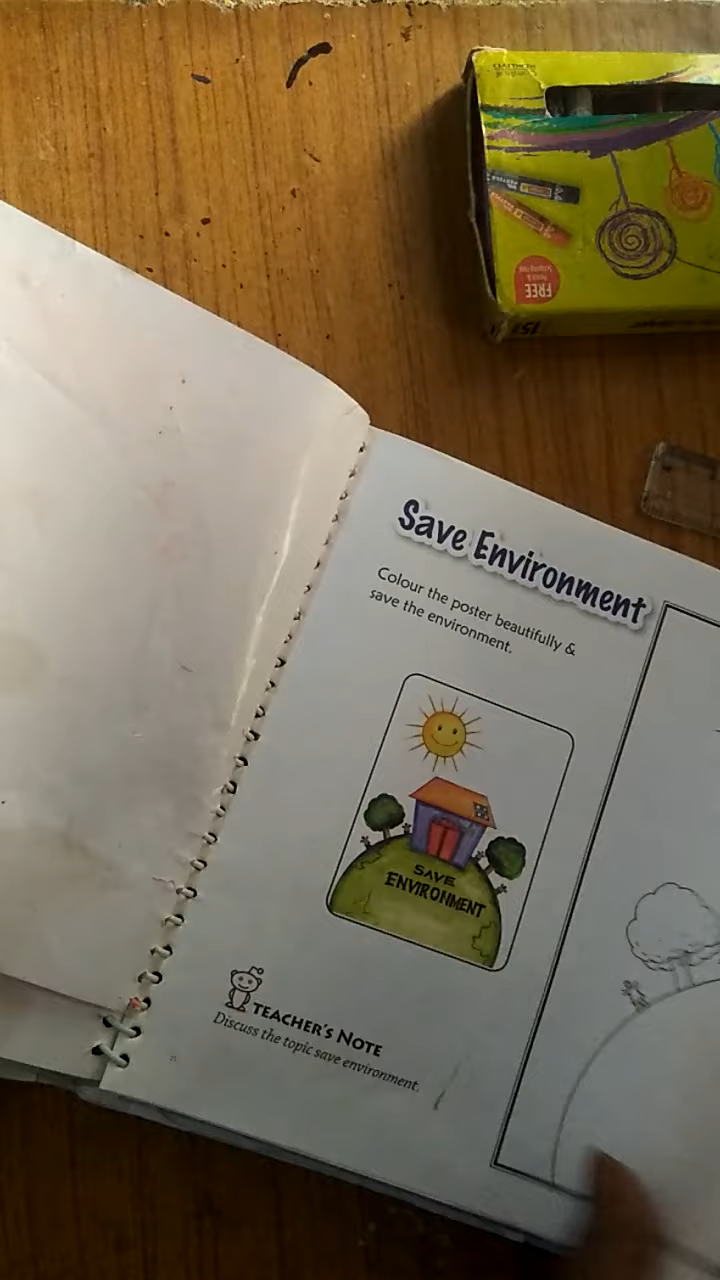 Save Environment
Colour the poster beautifully &
save the environment.
SAVE
ENVIRONMENT
TEACHER'S NOTE
Discuss the topic save environment.
FREE